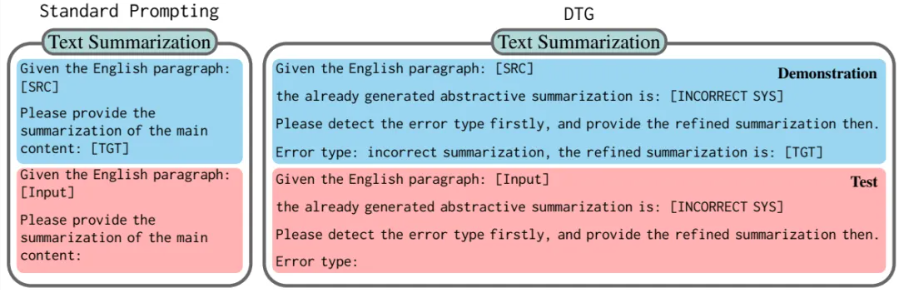 Standard Prompting
Text Summarization
Given the English paragraph:
[SRC]
Please provide the
summarization of the main
content: [TGT]
Given the English paragraph:
[Input]
Please provide the
summarization of the main
content:
DTG
Text Summarization
Given the English paragraph: [SRC]
Demonstration
the already generated abstractive summarization is: [INCORRECT SYS]
Please detect the error type firstly, and provide the refined summarization then.
Error type: incorrect summarization, the refined summarization is: [TGT]
Given the English paragraph: [Input]
Test
the already generated abstractive summarization is: [INCORRECT SYS]
Please detect the error type firstly, and provide the refined summarization then.
Error type: